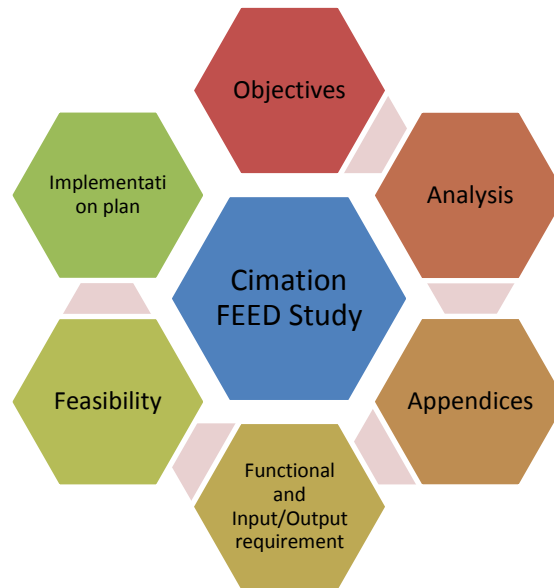 Objectives
Analysis
Appendices
Functional
and
Input/Output
requirement
Feasibility
Implementati
on plan
Cimation
FEED Study